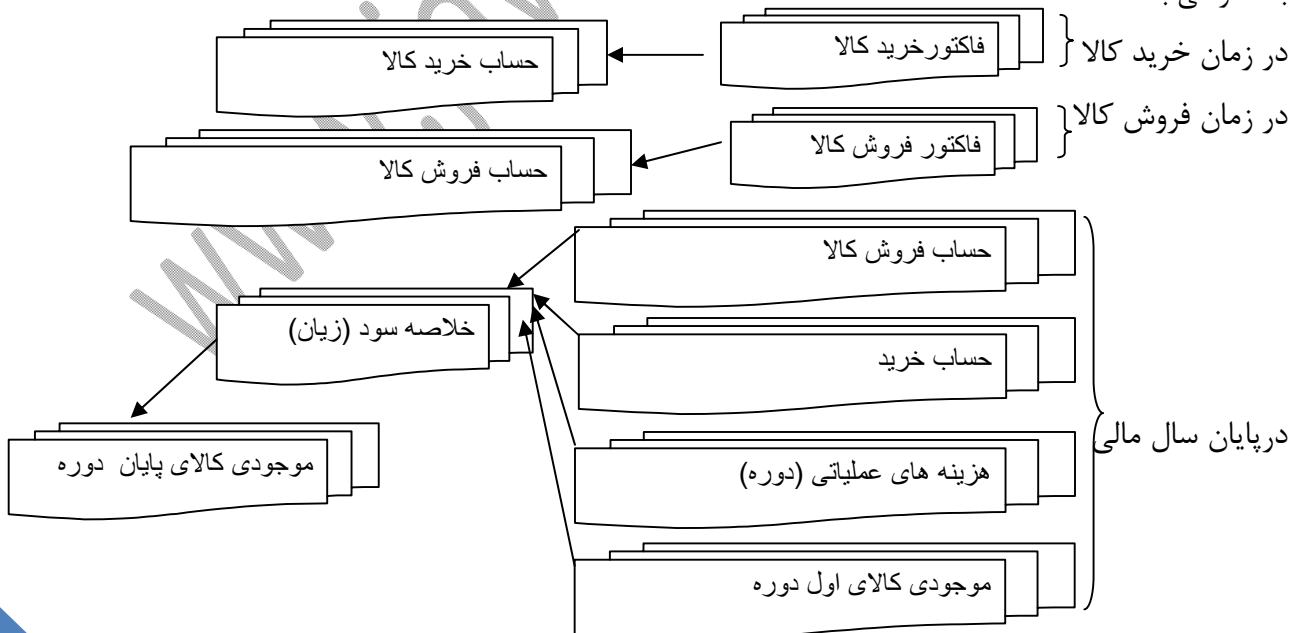 در زمان خرید کالا
فاکتورخرید کالا
حساب خرید کالا
در زمان فروش کالا
فاکتور فروش کالا
حساب فروش کالا
درپایان سال مالی
حساب فروش کالا
حساب خرید
هزینه های عملیاتی (دوره)
موجودی کالای اول دوره
خلاصه سود (زیان)
موجودی کالای پایان دوره